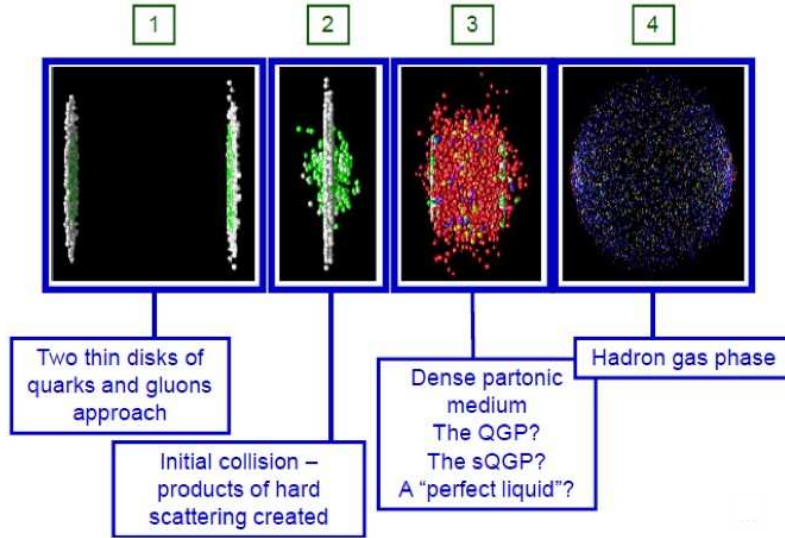 1
2
3
4
Two thin disks of
quarks and gluons
approach
Initial collision –
products of hard
scattering created
Dense partonic
medium
The QGP?
The sQGP?
A “perfect liquid”?
Hadron gas phase